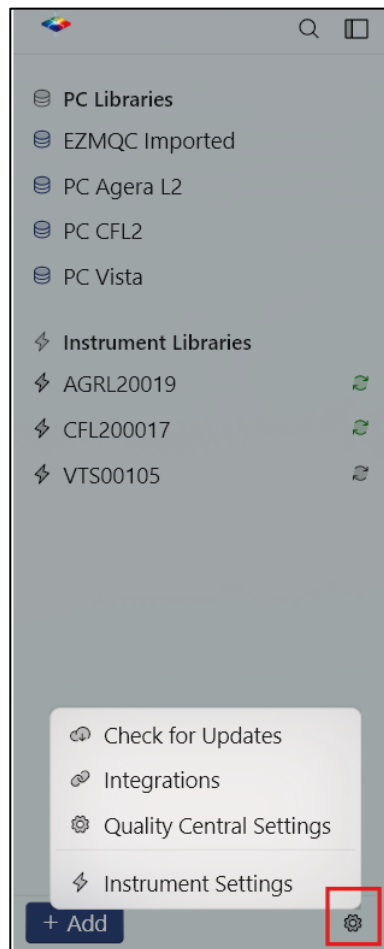 PC Libraries
EZMQC Imported
PC Agera L2
PC CFL2
PC Vista
Instrument Libraries
AGRL20019
CFL200017
VTS00105
Check for Updates
Integrations
Quality Central Settings
Instrument Settings
+ Add